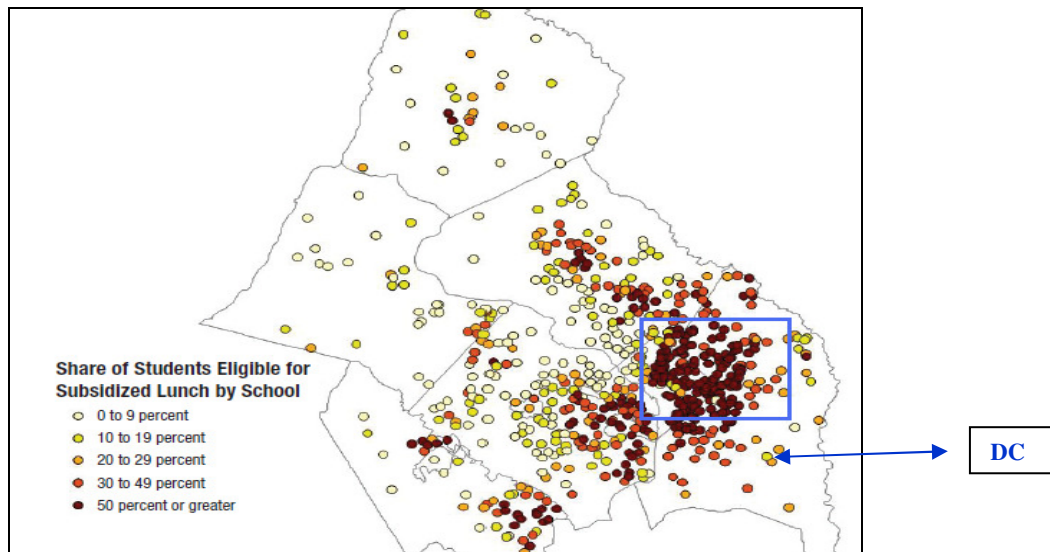 Share of Students Eligible for
Subsidized Lunch by School
0 to 9 percent
10 to 19 percent
20 to 29 percent
30 to 49 percent
50 percent or greater
DC